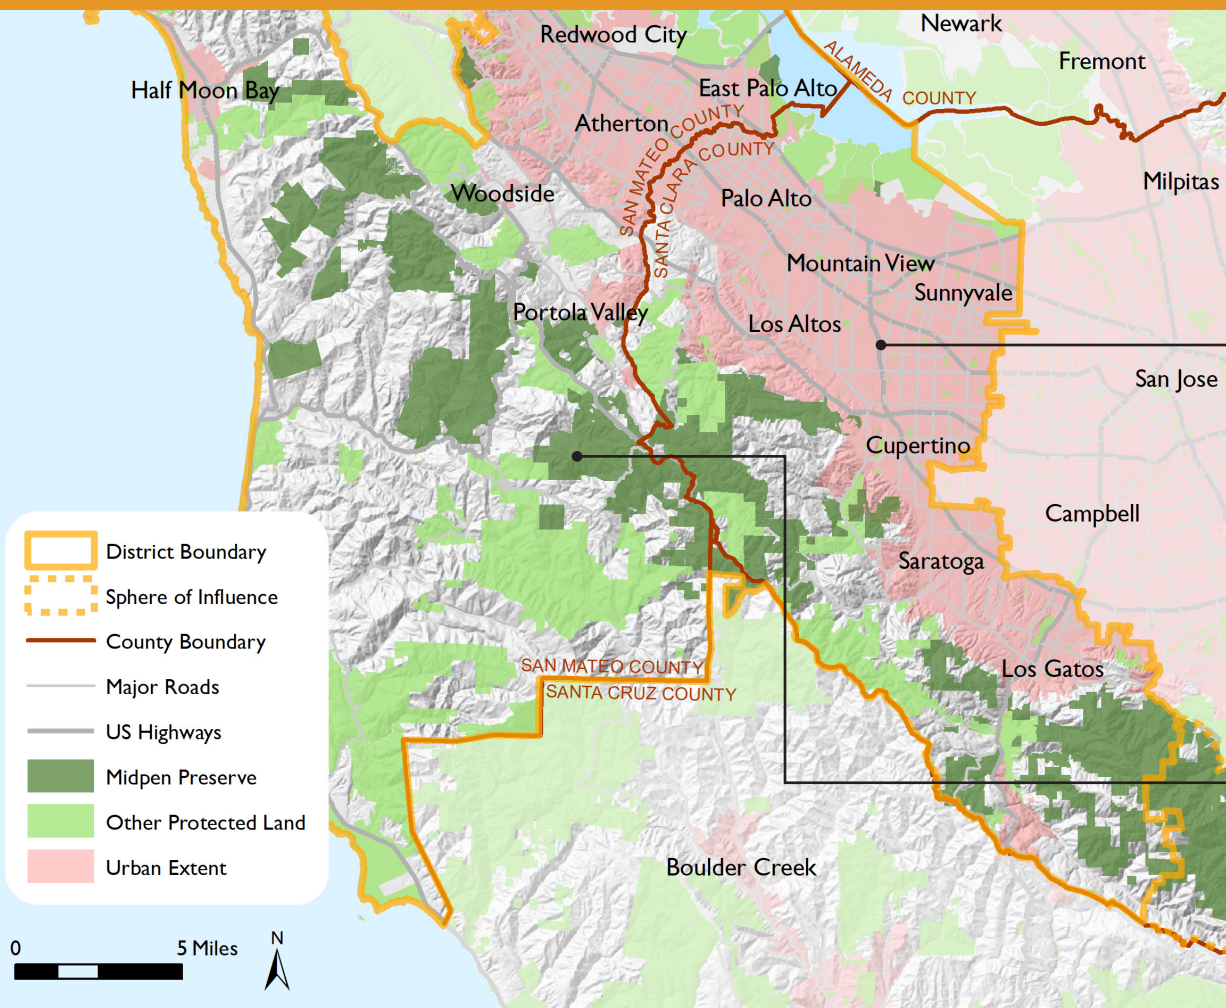 Newark
Redwood City
Fremont
Half Moon Bay
East Palo Alto
ALAMEDA COUNTY
Atherton
SAN MATEO COUNTY
SANTA CLARA COUNTY
Milpitas
Woodside
Palo Alto
Mountain View
Sunnyvale
Portola Valley
Los Altos
San Jose
Cupertino
Campbell
Saratoga
SAN MATEO COUNTY
Los Gatos
SANTA CRUZ COUNTY
Boulder Creek
District Boundary
Sphere of Influence
County Boundary
Major Roads
US Highways
Midpen Preserve
Other Protected Land
Urban Extent
0 5 Miles
N